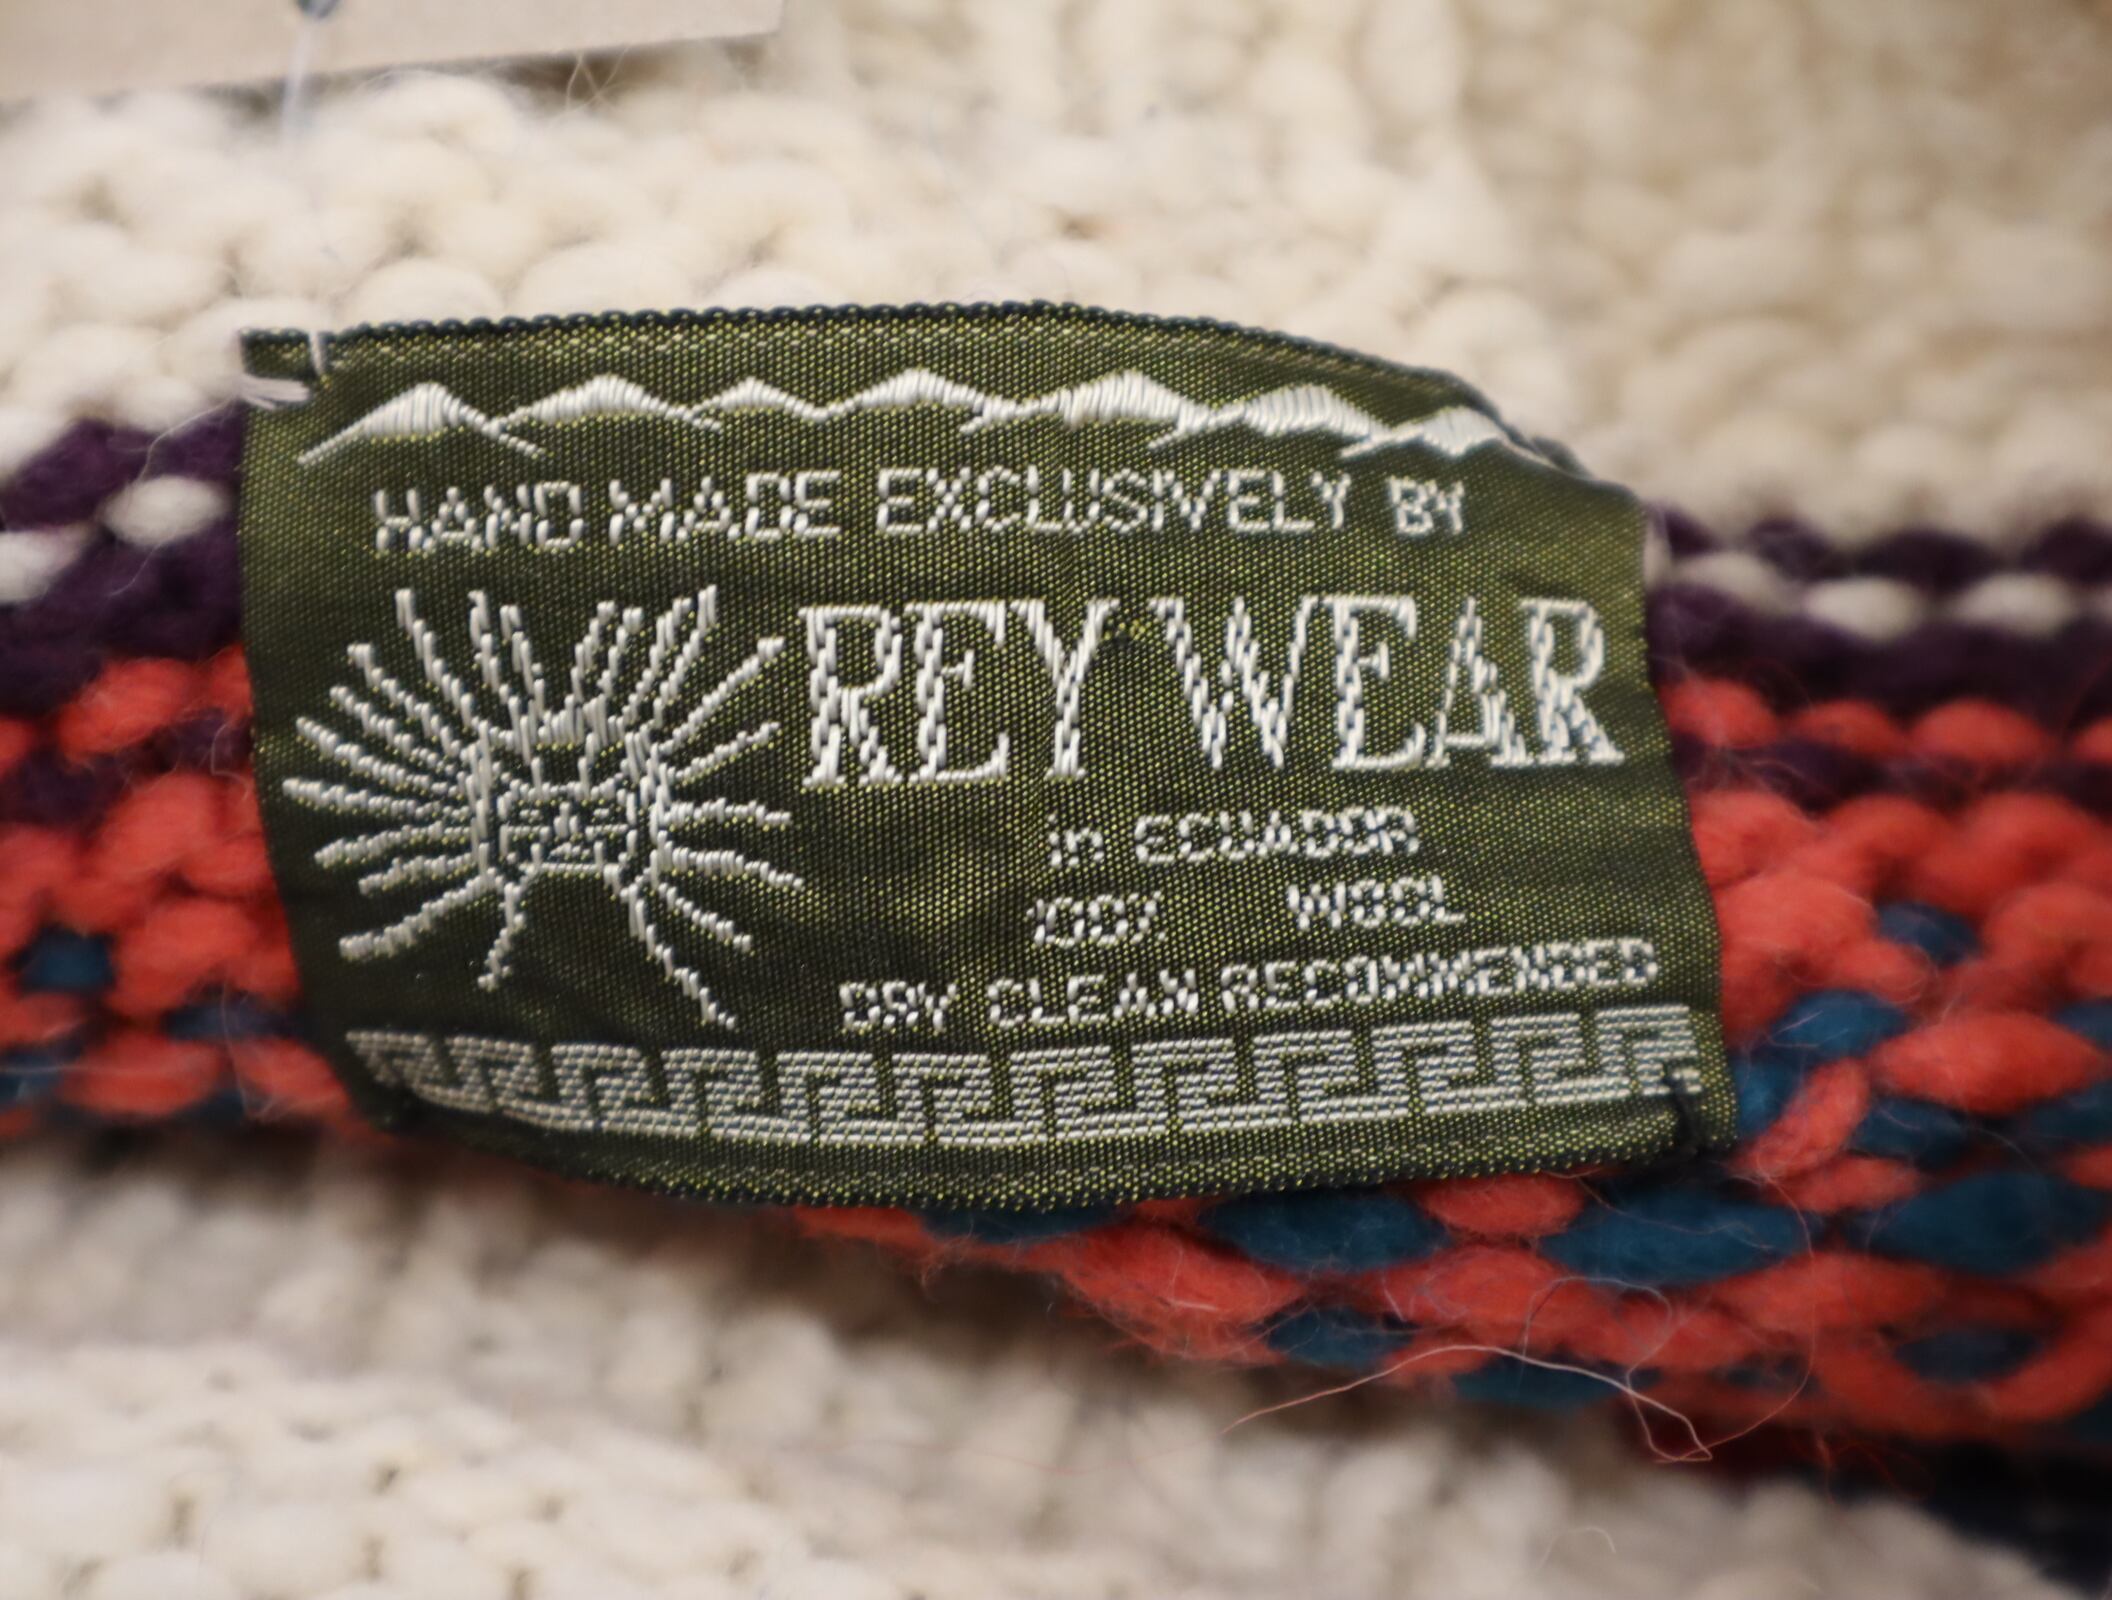 HAND MADE EXCLUSIVELY BY
REY WEAR
in ECUADOR
100% WOOL
DRY CLEAN RECOMMENDED